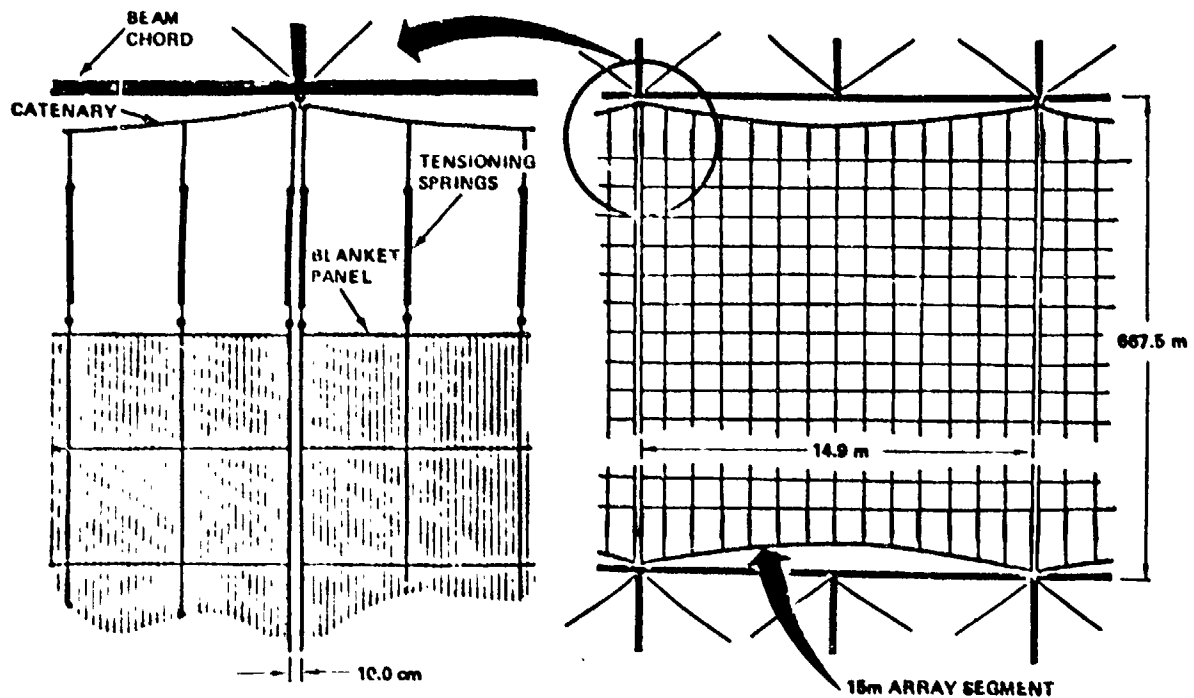 BEAM
CHORD
CATENARY
TENSIONING
SPRINGS
BLANKET
PANEL
667.5 m
14.9 m
10.0 cm
15m ARRAY SEGMENT